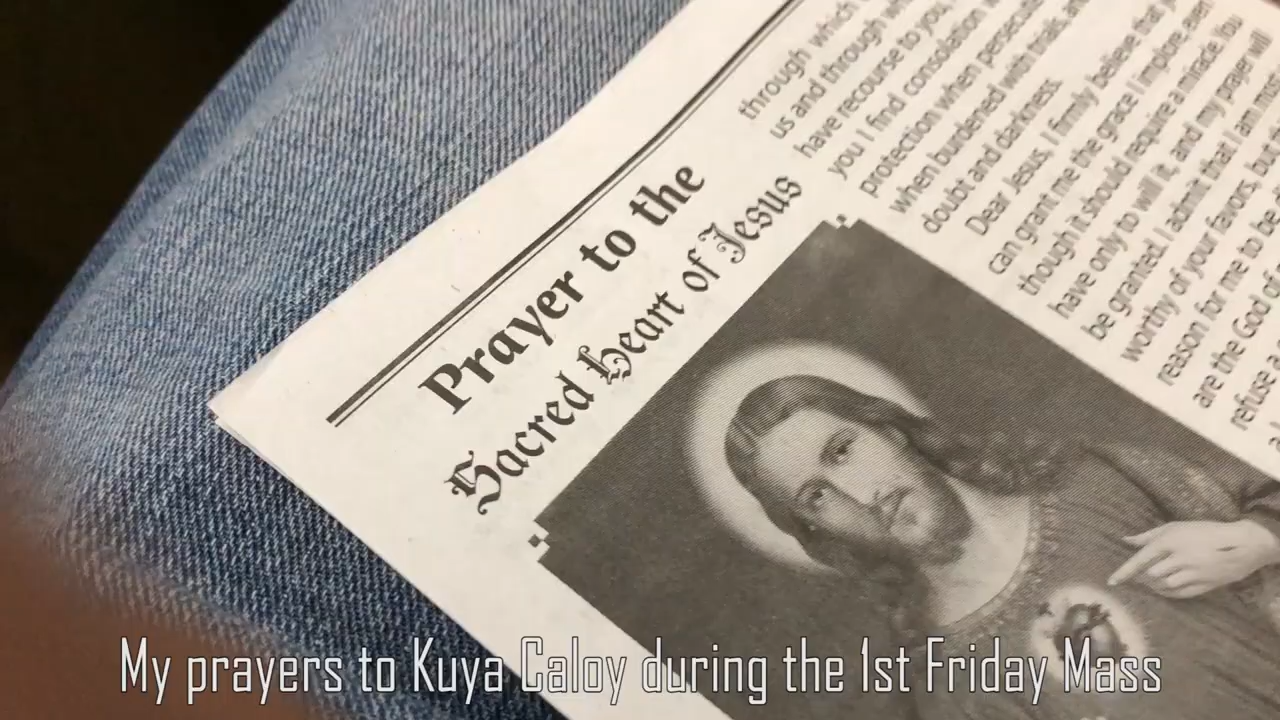 Prayer to the
Sacred Heart of Jesus
through which
us and through
have recourse to you,
you I find consolation
protection when persecute
when burdened with trials,
doubt and darkness.
Dear Jesus, I firmly believe that
can grant me the grace I implore, even
though it should require a miracle. You
have only to will it, and my prayer will
be granted. I admit that I am most
worthy of your favors, but
reason for me to be
are the God of
refuse a
My prayers to Kuya Caloy during the 1st Friday Mass